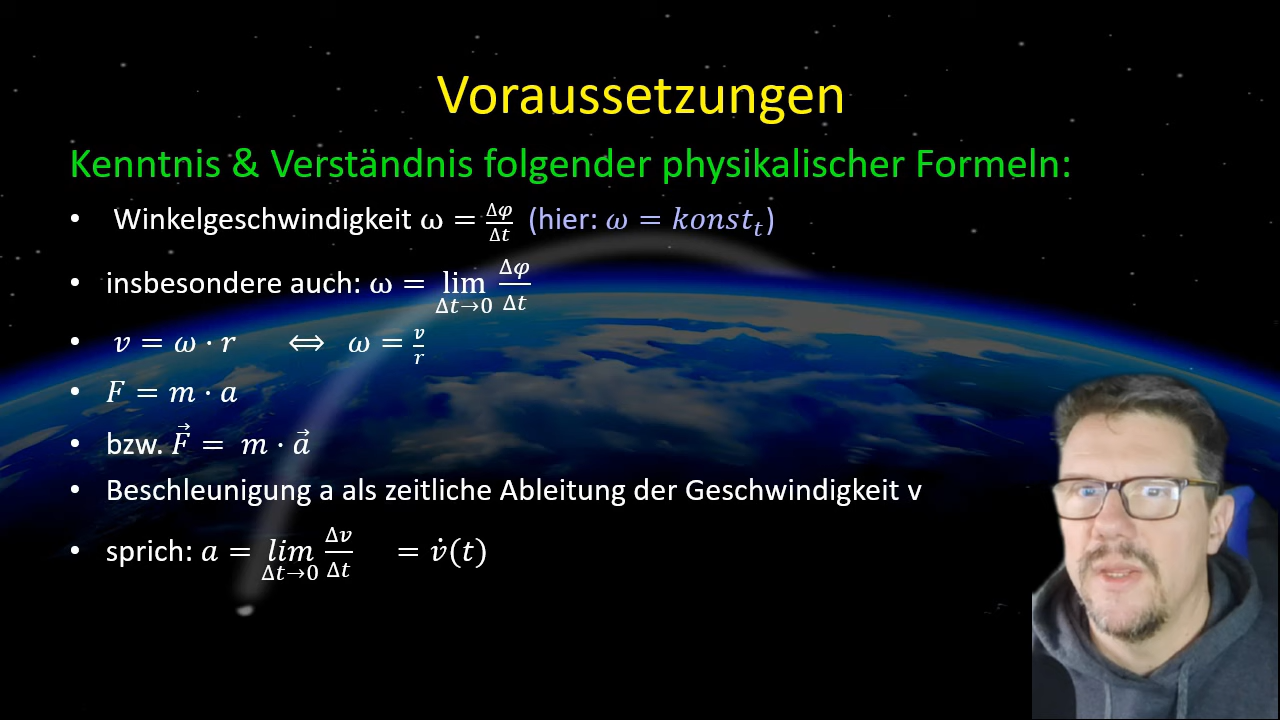 Voraussetzungen
Kenntnis & Verständnis folgender physikalischer Formeln:
• Winkelgeschwindigkeit ω = Δφ/Δt (hier: ω = konst_t)
• insbesondere auch: ω = lim_{Δt→0} Δφ/Δt
• v = ω · r ⟺ ω = v/r
• F = m · a
• bzw. F⃗ = m · a⃗
• Beschleunigung a als zeitliche Ableitung der Geschwindigkeit v
• sprich: a = lim_{Δt→0} Δv/Δt = v̇(t)